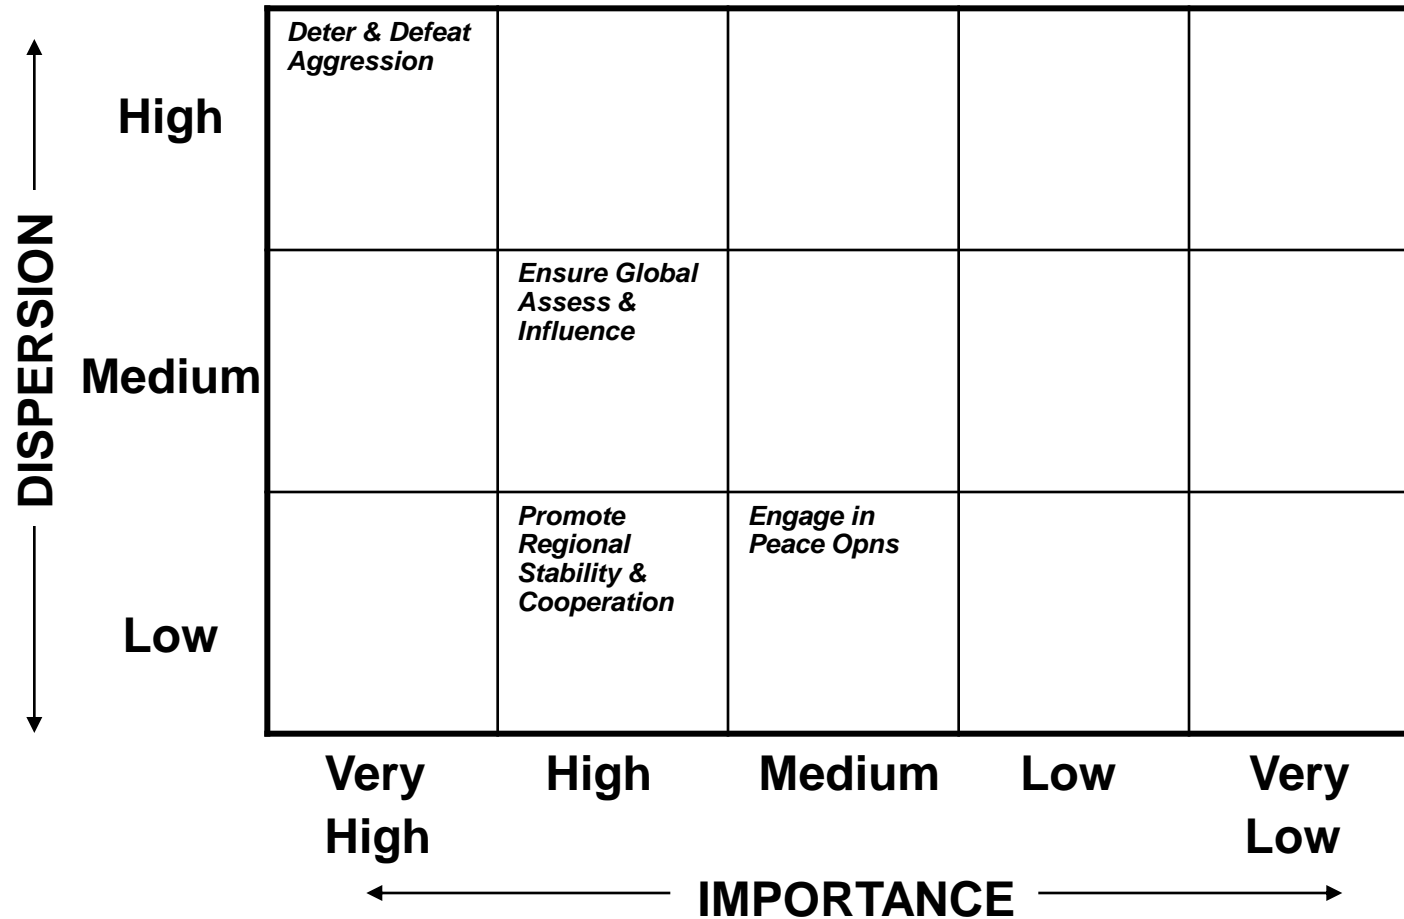 Deter & Defeat
Aggression
High
Ensure Global
Assess &
Influence
DISPERSION
Medium
Promote
Regional
Stability &
Cooperation
Engage in
Peace Opns
Low
Very
High
High
Medium
Low
Very
Low
IMPORTANCE